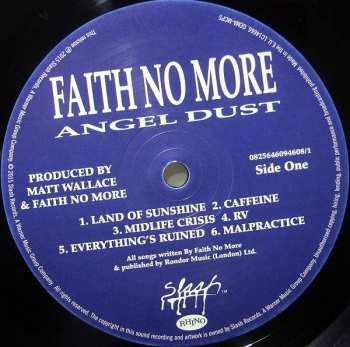 FAITH NO MORE
ANGEL DUST
PRODUCED BY
MATT WALLACE
& FAITH NO MORE
0825646094608/1
Side One
1. LAND OF SUNSHINE 2. CAFFEINE
3. MIDLIFE CRISIS 4. RV
5. EVERYTHING'S RUINED 6. MALPRACTICE
All songs written By Faith No More
& published by Rondor Music (London) Ltd.
Slash
TM
RHINO